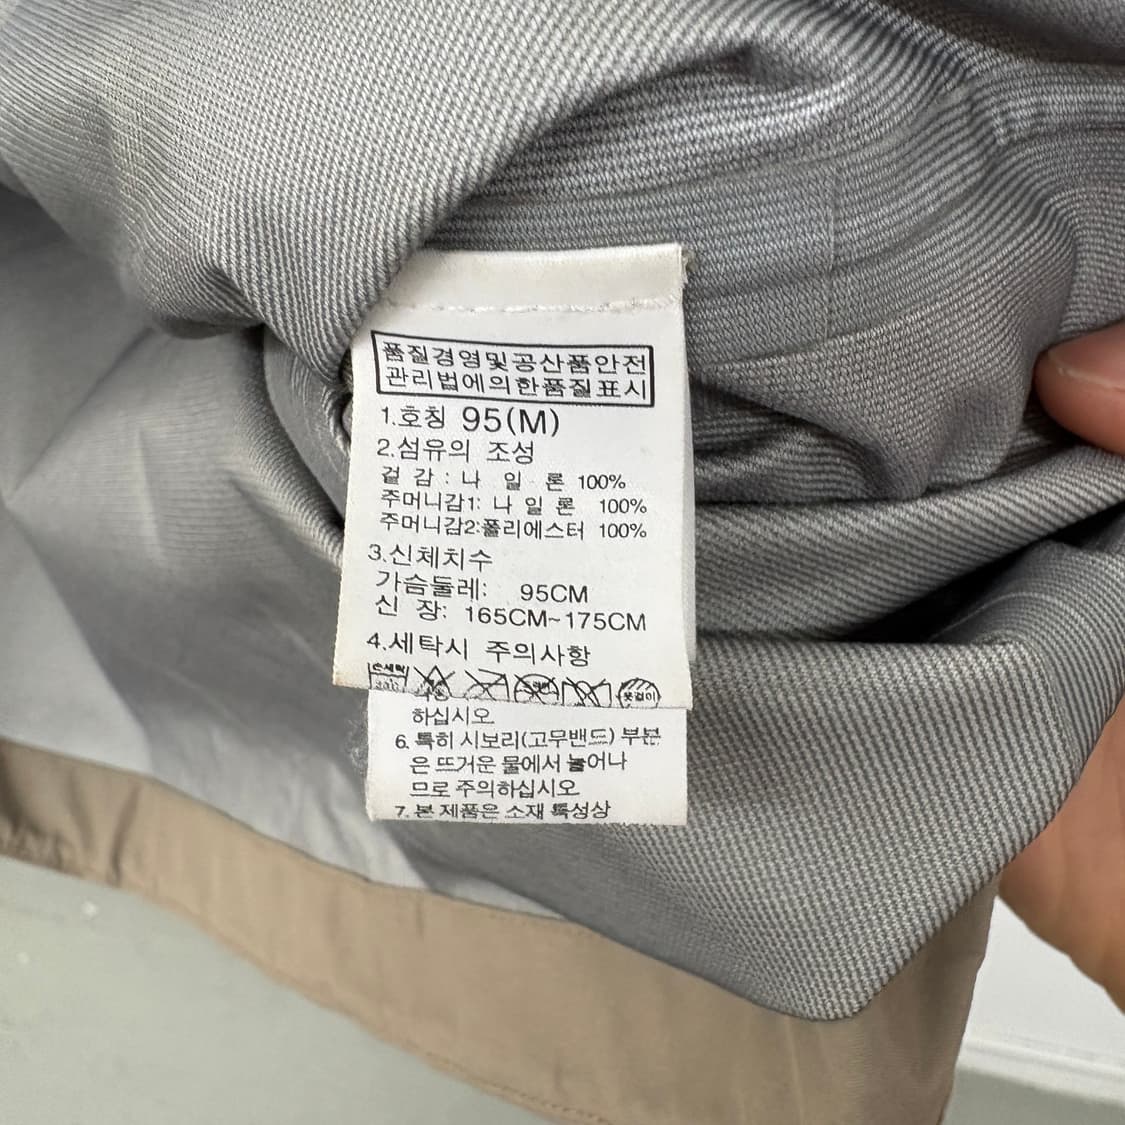 품질경영및공산품안전
관리법에의한품질표시
1.호칭 95(M)
2.섬유의 조성
겉 감 : 나 일 론 100%
주머니감1: 나 일 론 100%
주머니감2:폴리에스터 100%
3.신체치수
가슴둘레: 95CM
신 장: 165CM~175CM
4.세탁시 주의사항
손세탁
옷걸이
하십시오
6. 특히 시보리(고무밴드) 부분
은 뜨거운 물에서 늘어나
므로 주의하십시오
7. 본 제품은 소재 특성상